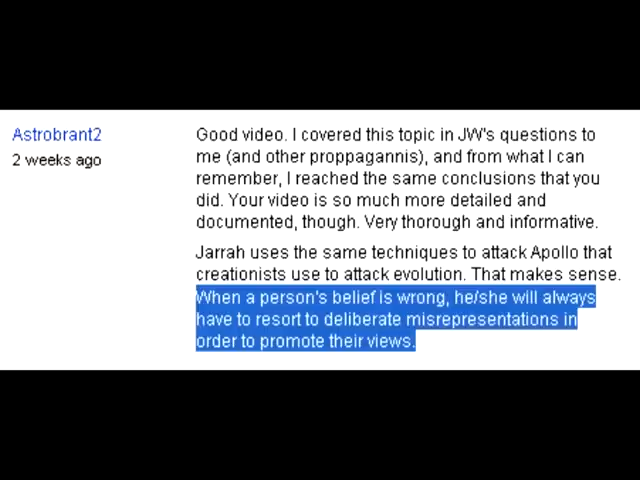 Astrobrant2
2 weeks ago
Good video. I covered this topic in JW's questions to
me (and other proppagannis), and from what I can
remember, I reached the same conclusions that you
did. Your video is so much more detailed and
documented, though. Very thorough and informative.
Jarrah uses the same techniques to attack Apollo that
creationists use to attack evolution. That makes sense.
When a person's belief is wrong, he/she will always
have to resort to deliberate misrepresentations in
order to promote their views.